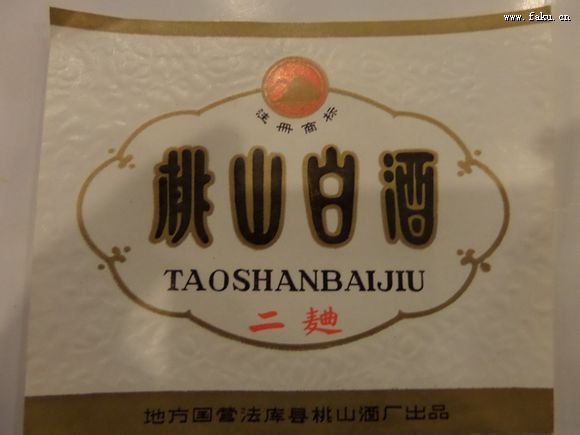 www.faku.cn
注册商标
桃山白酒
TAOSHANBAIJIU
二麯
地方国营法库县桃山酒厂出品